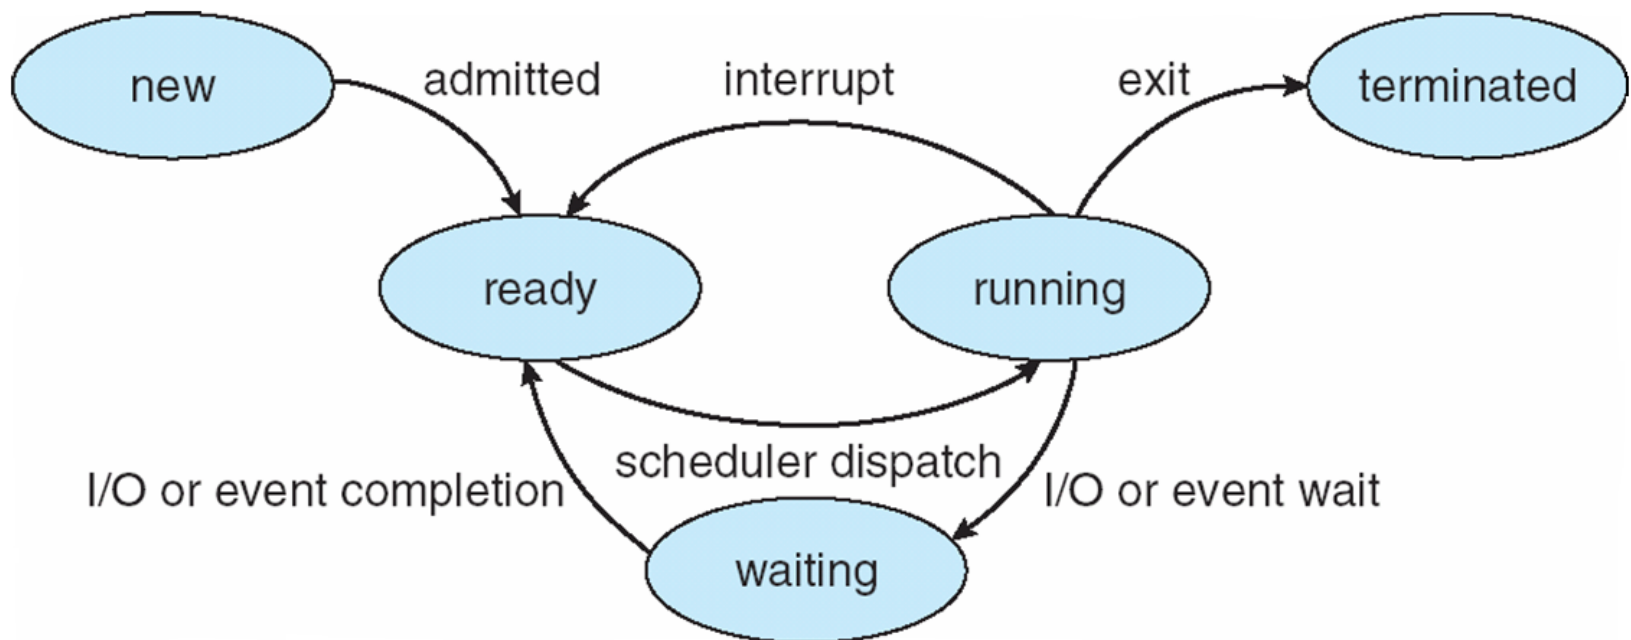 new
admitted
interrupt
exit
terminated
ready
running
scheduler dispatch
I/O or event completion
I/O or event wait
waiting